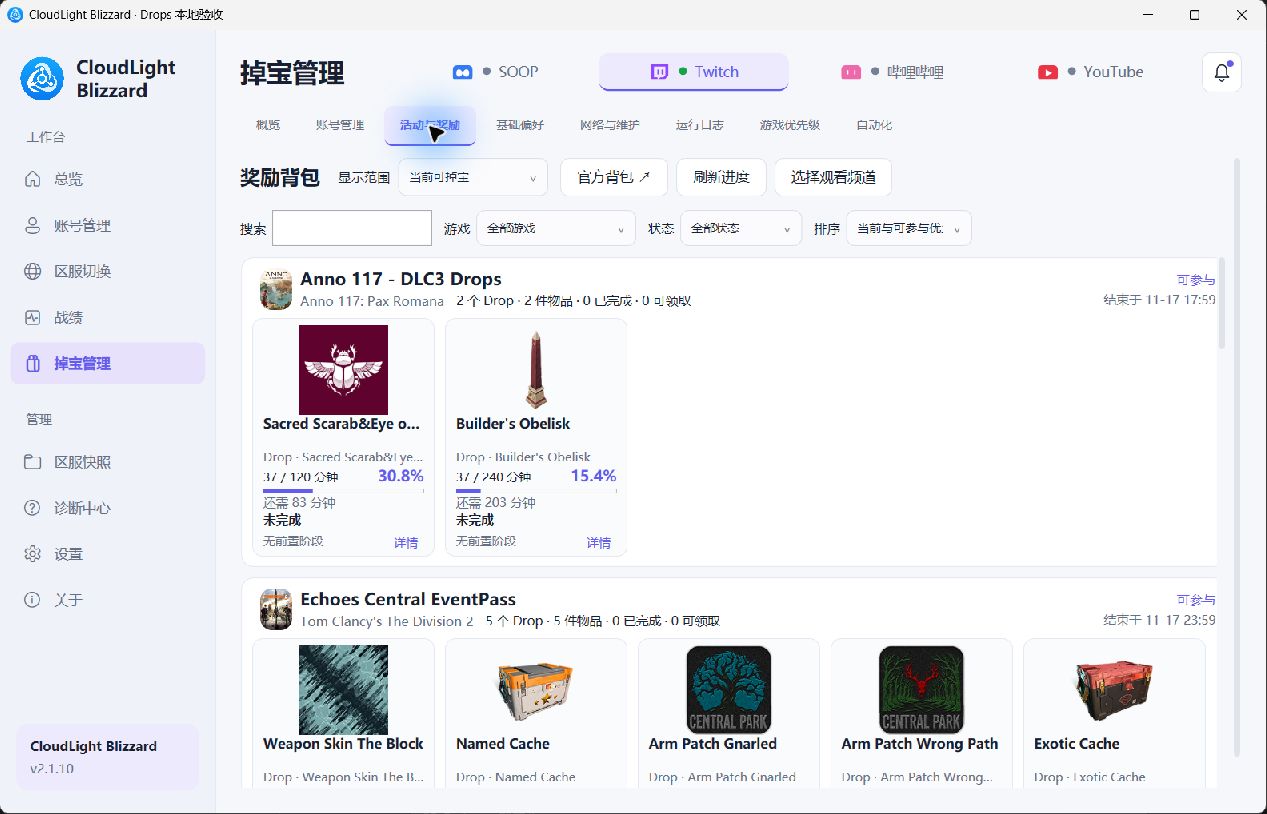 CloudLight Blizzard · Drops 本地验收
CloudLight
Blizzard
工作台
总览
账号管理
区服切换
战绩
掉宝管理
管理
区服快照
诊断中心
设置
关于
CloudLight Blizzard
v2.1.10
掉宝管理
SOOP
Twitch
哔哩哔哩
YouTube
概览
账号管理
活动与奖励
基础偏好
网络与维护
运行日志
游戏优先级
自动化
奖励背包
显示范围
当前可掉宝
官方背包 ↗
刷新进度
选择观看频道
搜索
游戏
全部游戏
状态
全部状态
排序
当前与可参与优
Anno 117 - DLC3 Drops
可参与
Anno 117: Pax Romana 2 个 Drop · 2 件物品 · 0 已完成 · 0 可领取
结束于 11-17 17:59
Sacred Scarab&Eye o...
Drop · Sacred Scarab&Eye...
37 / 120 分钟 30.8%
还需 83 分钟
未完成
无前置阶段 详情
Builder's Obelisk
Drop · Builder's Obelisk
37 / 240 分钟 15.4%
还需 203 分钟
未完成
无前置阶段 详情
Echoes Central EventPass
可参与
Tom Clancy's The Division 2 5 个 Drop · 5 件物品 · 0 已完成 · 0 可领取
结束于 11-17 23:59
Weapon Skin The Block
Drop · Weapon Skin The B...
Named Cache
Drop · Named Cache
CENTRAL PARK
Arm Patch Gnarled
Drop · Arm Patch Gnarled
CENTRAL PARK
Arm Patch Wrong Path
Drop · Arm Patch Wrong...
Exotic Cache
Drop · Exotic Cache